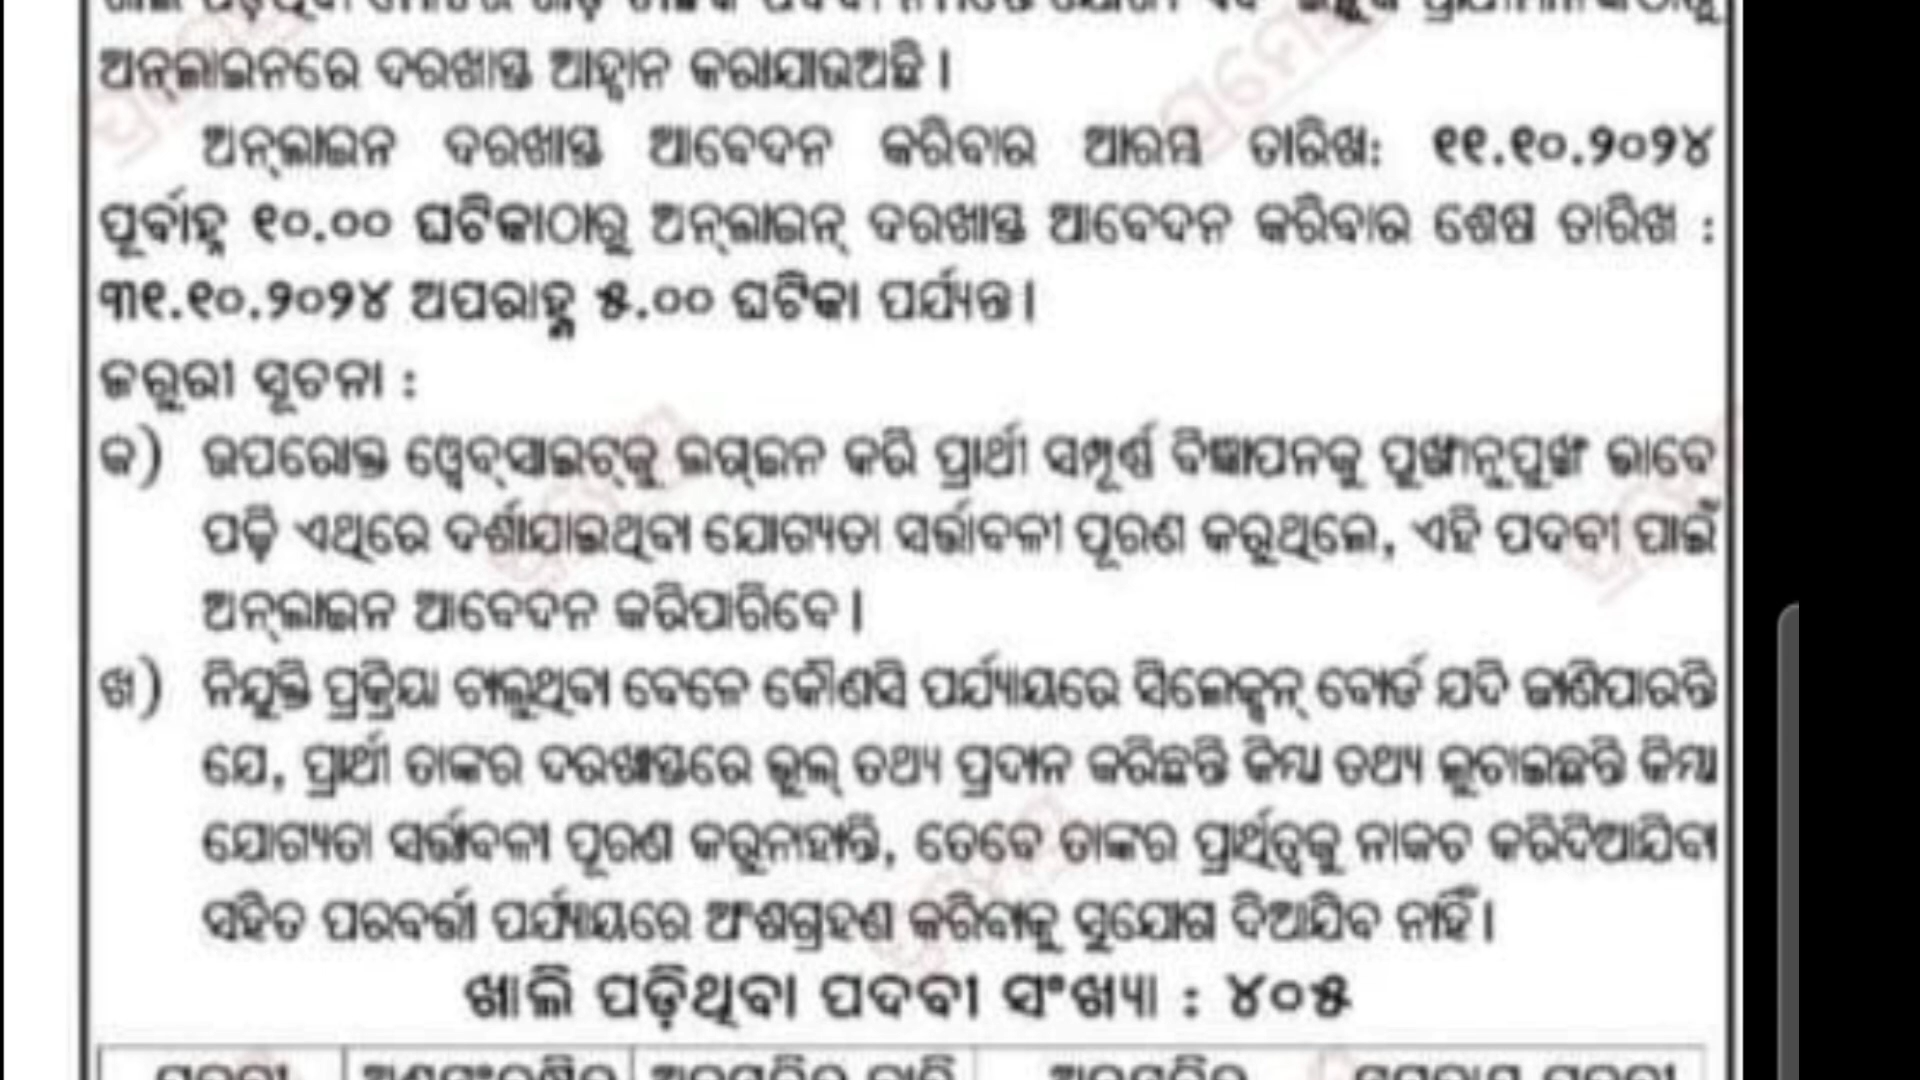 ଅନ୍‌ଲାଇନରେ ଦରଖାସ୍ତ ଆହ୍ୱାନ କରାଯାଉଅଛି।
ଅନ୍‌ଲାଇନ ଦରଖାସ୍ତ ଆବେଦନ କରିବାର ଆରମ୍ଭ ତାରିଖ: ୧୧.୧୦.୨୦୨୪
ପୂର୍ବାହ୍ନ ୧୦.୦୦ ଘଟିକାଠାରୁ ଅନ୍‌ଲାଇନ୍ ଦରଖାସ୍ତ ଆବେଦନ କରିବାର ଶେଷ ତାରିଖ :
୩୧.୧୦.୨୦୨୪ ଅପରାହ୍ନ ୫.୦୦ ଘଟିକା ପର୍ଯ୍ୟନ୍ତ।
ଜରୁରୀ ସୂଚନା :
କ) ଉପରୋକ୍ତ ୱେବ୍‌ସାଇଟ୍‌କୁ ଲଗ୍‌ଇନ କରି ପ୍ରାର୍ଥୀ ସମ୍ପୂର୍ଣ୍ଣ ବିଜ୍ଞାପନକୁ ପୁଙ୍ଖାନୁପୁଙ୍ଖ ଭାବେ
ପଢ଼ି ଏଥିରେ ଦର୍ଶାଯାଇଥିବା ଯୋଗ୍ୟତା ସର୍ତ୍ତାବଳୀ ପୂରଣ କରୁଥିଲେ, ଏହି ପଦବୀ ପାଇଁ
ଅନ୍‌ଲାଇନ ଆବେଦନ କରିପାରିବେ।
ଖ) ନିଯୁକ୍ତି ପ୍ରକ୍ରିୟା ଚାଲୁଥିବା ବେଳେ କୌଣସି ପର୍ଯ୍ୟାୟରେ ସିଲେକ୍ସନ୍ ବୋର୍ଡ ଯଦି ଜାଣିପାରନ୍ତି
ଯେ, ପ୍ରାର୍ଥୀ ତାଙ୍କର ଦରଖାସ୍ତରେ ଭୁଲ୍ ତଥ୍ୟ ପ୍ରଦାନ କରିଛନ୍ତି କିମ୍ବା ତଥ୍ୟ ଲୁଚାଇଛନ୍ତି କିମ୍ବା
ଯୋଗ୍ୟତା ସର୍ତ୍ତାବଳୀ ପୂରଣ କରୁନାହାନ୍ତି, ତେବେ ତାଙ୍କର ପ୍ରାର୍ଥିତ୍ୱକୁ ନାକଚ କରିଦିଆଯିବା
ସହିତ ପରବର୍ତ୍ତୀ ପର୍ଯ୍ୟାୟରେ ଅଂଶଗ୍ରହଣ କରିବାକୁ ସୁଯୋଗ ଦିଆଯିବ ନାହିଁ।
ଖାଲି ପଡ଼ିଥିବା ପଦବୀ ସଂଖ୍ୟା : ୪୦୫